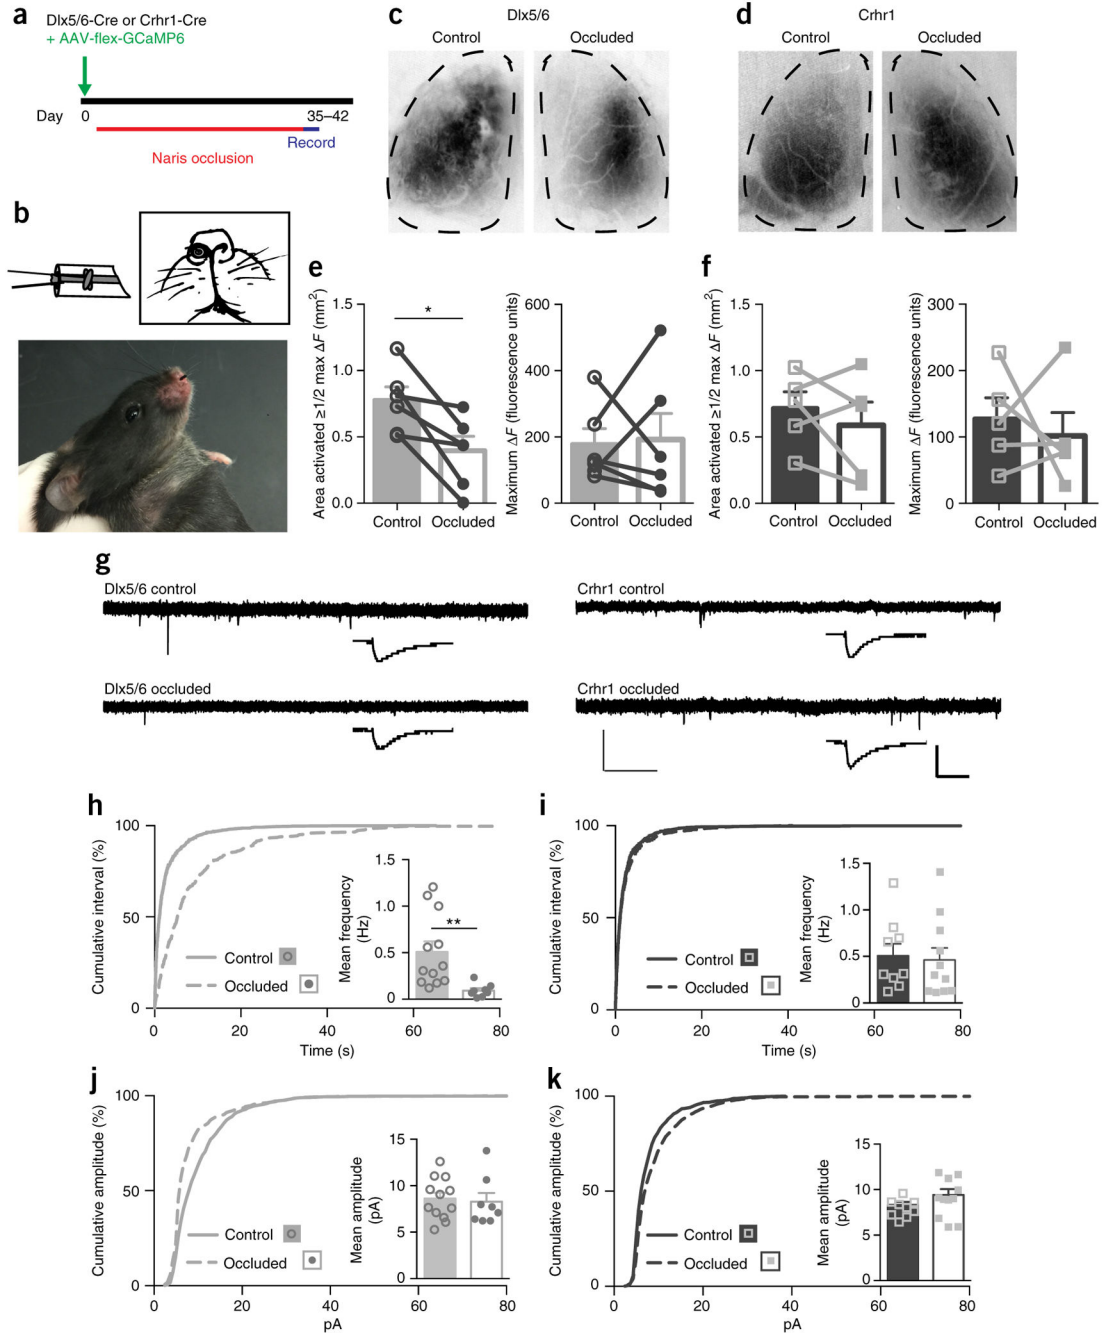 a
Dlx5/6-Cre or Crhr1-Cre
+ AAV-flex-GCaMP6
Day
0
35–42
Record
Naris occlusion
b
c
Dlx5/6
Control
Occluded
d
Crhr1
Control
Occluded
e
Area activated ≥1/2 max ΔF (mm²)
1.5
1.0
0.5
0.0
*
Control
Occluded
Maximum ΔF (fluorescence units)
600
400
200
0
Control
Occluded
f
Area activated ≥1/2 max ΔF (mm²)
1.5
1.0
0.5
0.0
Control
Occluded
Maximum ΔF (fluorescence units)
300
200
100
0
Control
Occluded
g
Dlx5/6 control
Crhr1 control
Dlx5/6 occluded
Crhr1 occluded
h
Cumulative interval (%)
100
50
0
0
20
40
60
80
Time (s)
Control
Occluded
Mean frequency
(Hz)
1.5
1.0
0.5
0
**
i
Cumulative interval (%)
100
50
0
0
20
40
60
80
Time (s)
Control
Occluded
Mean frequency
(Hz)
1.5
1.0
0.5
0
j
Cumulative amplitude (%)
100
50
0
0
20
40
60
80
pA
Control
Occluded
Mean amplitude
(pA)
15
10
5
0
k
Cumulative amplitude (%)
100
50
0
0
20
40
60
80
pA
Control
Occluded
Mean amplitude
(pA)
15
10
5
0